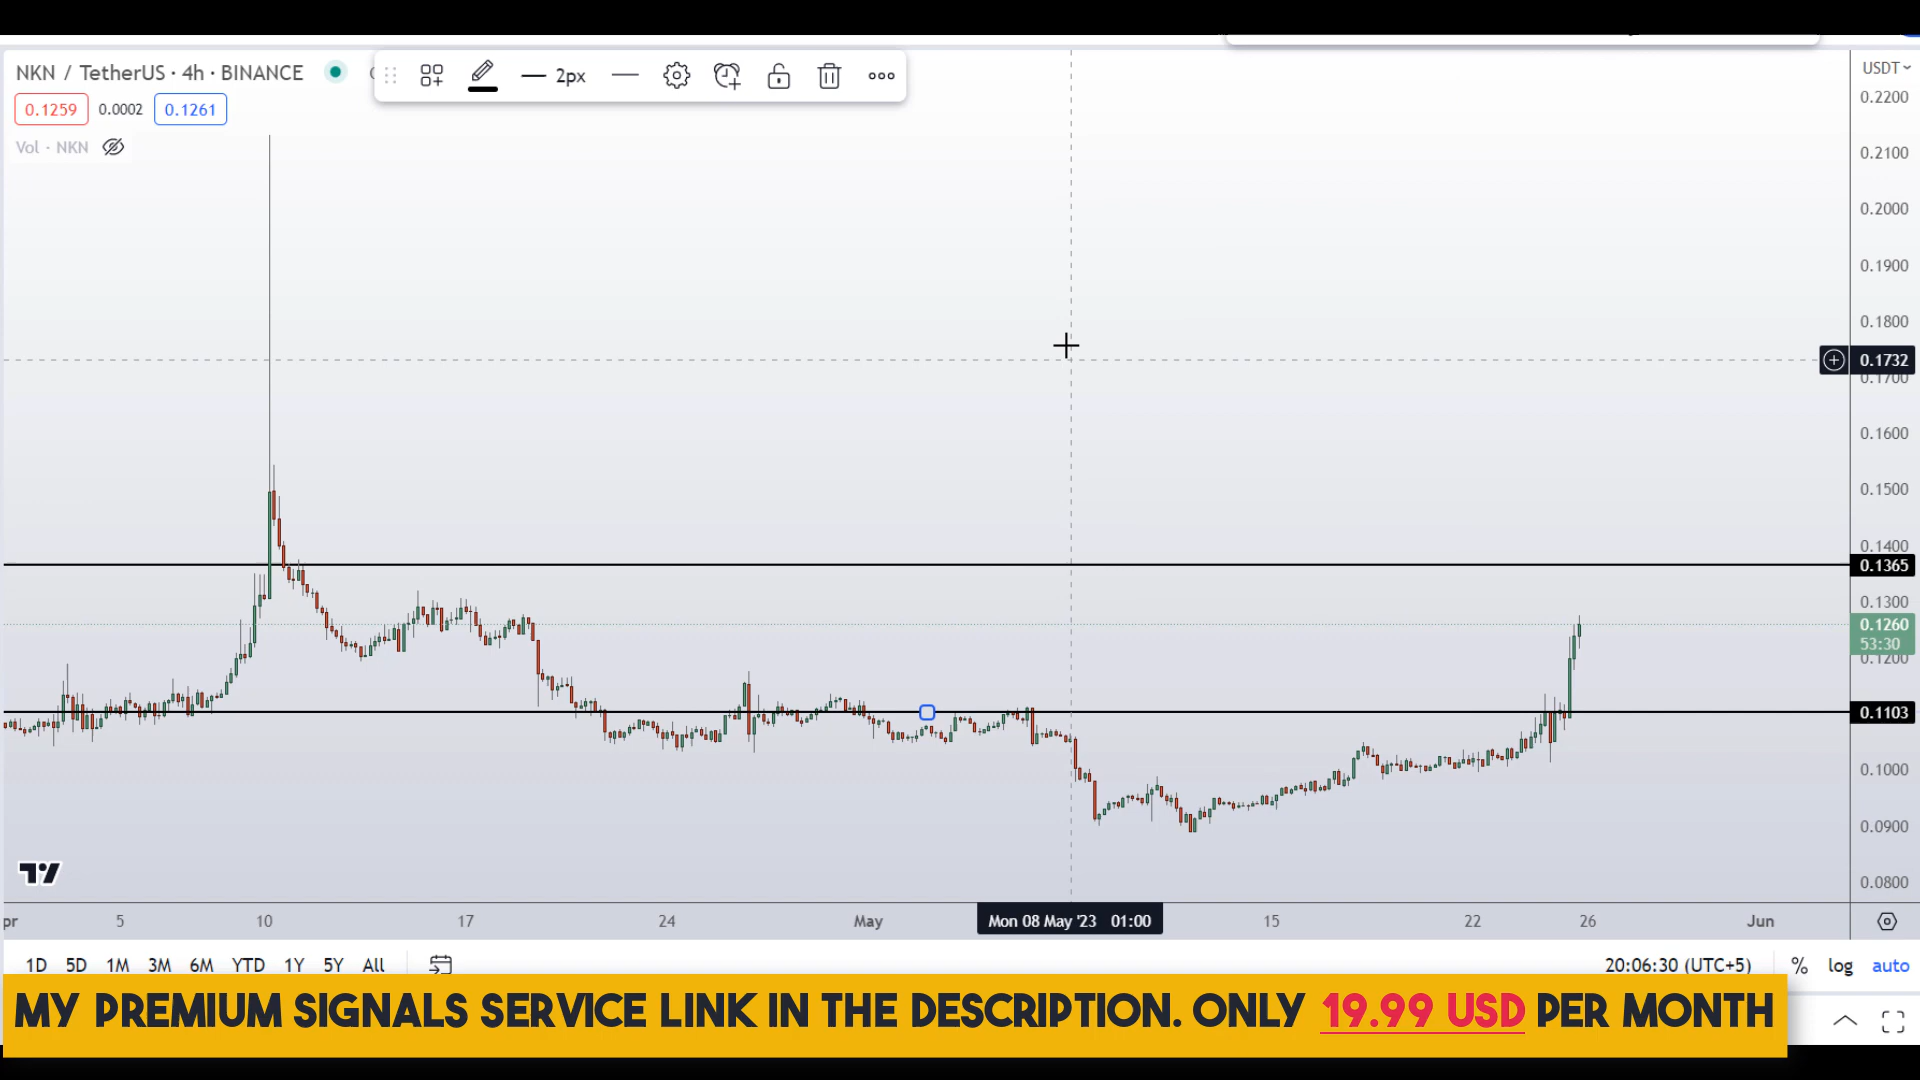 NKN / TetherUS · 4h · BINANCE
2px
USDT
0.1259 0.0002 0.1261
Vol · NKN
0.2200
0.2100
0.2000
0.1900
0.1800
0.1732
0.1700
0.1600
0.1500
0.1400
0.1365
0.1300
0.1260
53:30
0.1200
0.1103
0.1000
0.0900
0.0800
pr 5 10 17 24 May Mon 08 May '23 01:00 15 22 26 Jun
1D 5D 1M 3M 6M YTD 1Y 5Y All 20:06:30 (UTC+5) % log auto
MY PREMIUM SIGNALS SERVICE LINK IN THE DESCRIPTION. ONLY 19.99 USD PER MONTH